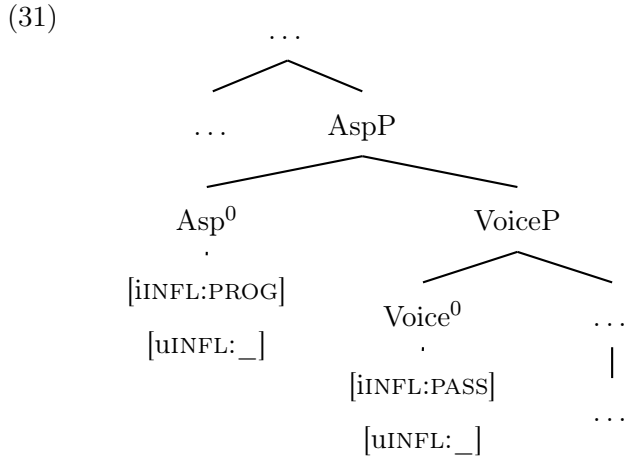 (31)
...
... AspP
Asp⁰ VoiceP
[iINFL:PROG]
[uINFL:_]
Voice⁰ ...
[iINFL:PASS]
[uINFL:_]
...